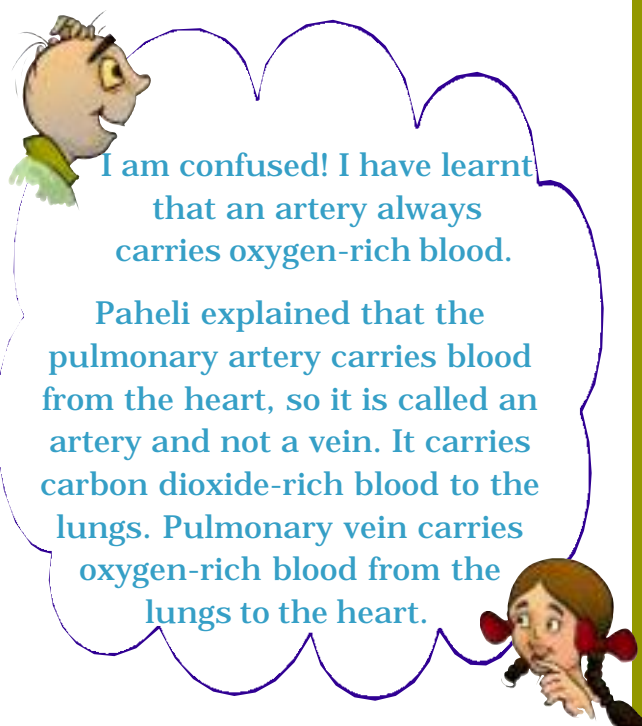 I am confused! I have learnt
that an artery always
carries oxygen-rich blood.
Paheli explained that the
pulmonary artery carries blood
from the heart, so it is called an
artery and not a vein. It carries
carbon dioxide-rich blood to the
lungs. Pulmonary vein carries
oxygen-rich blood from the
lungs to the heart.